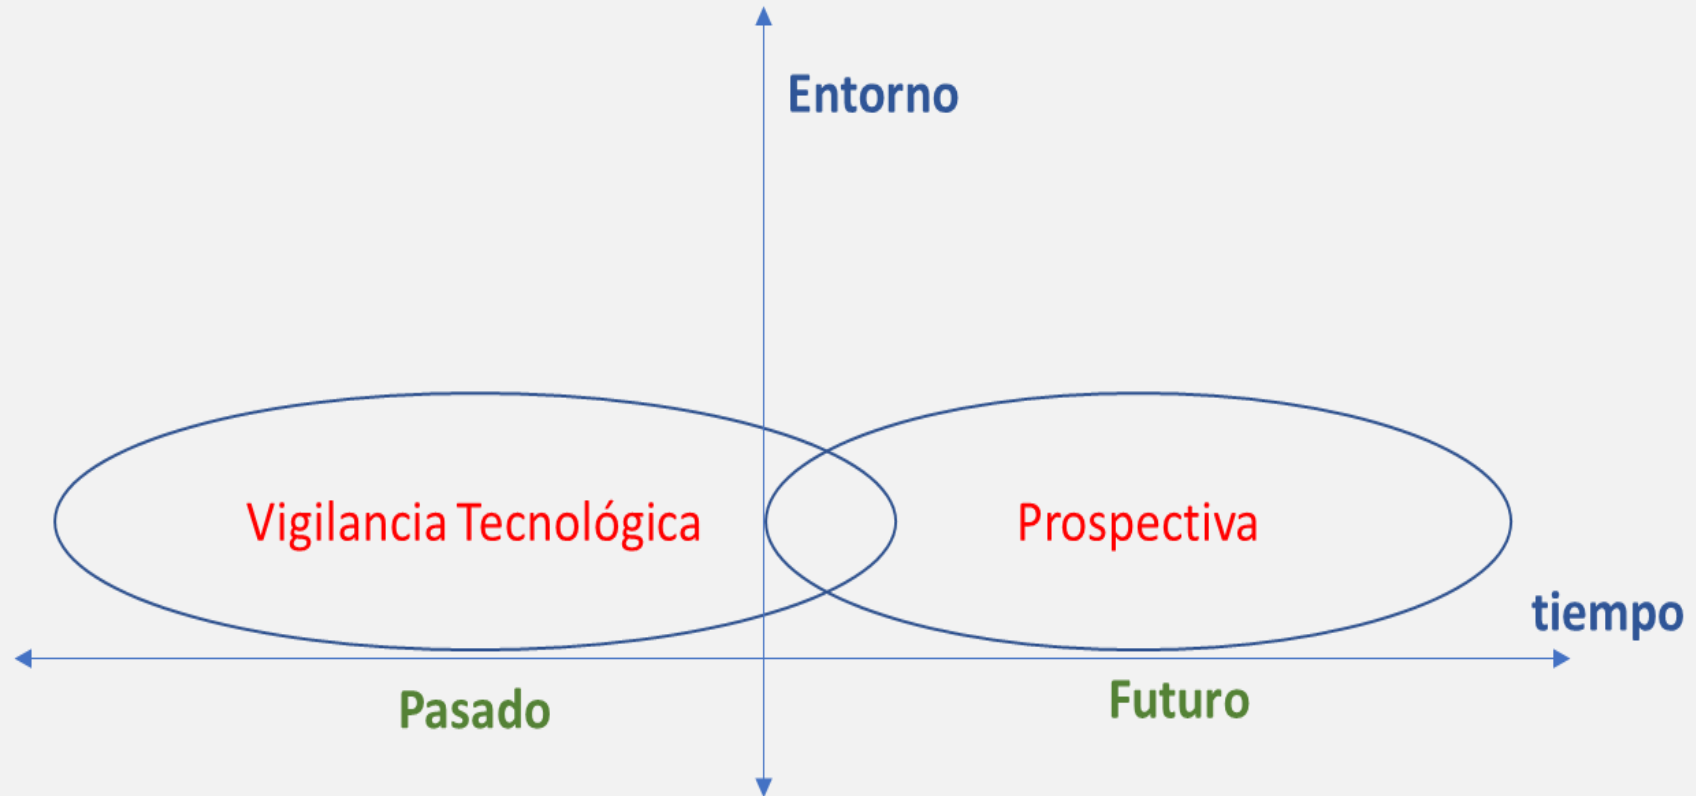 Entorno
Vigilancia Tecnológica
Prospectiva
tiempo
Pasado
Futuro